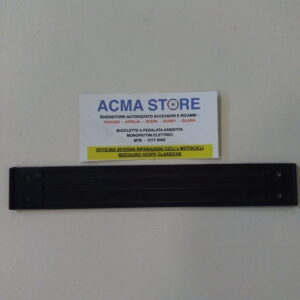 ACMA STORE
RIVENDITORE AUTORIZZATO ACCESSORI E RICAMBI
PIAGGIO - APRILIA - VESPA - DERBY - GILERA
BICICLETTE A PEDALATA ASSISTITA
MONOPATTINI ELETTRICI
MTB - CITY BIKE
OFFICINA INTERNA RIPARAZIONI CICLI e MOTOCICLI
RESTAURO VESPE CLASSICHE